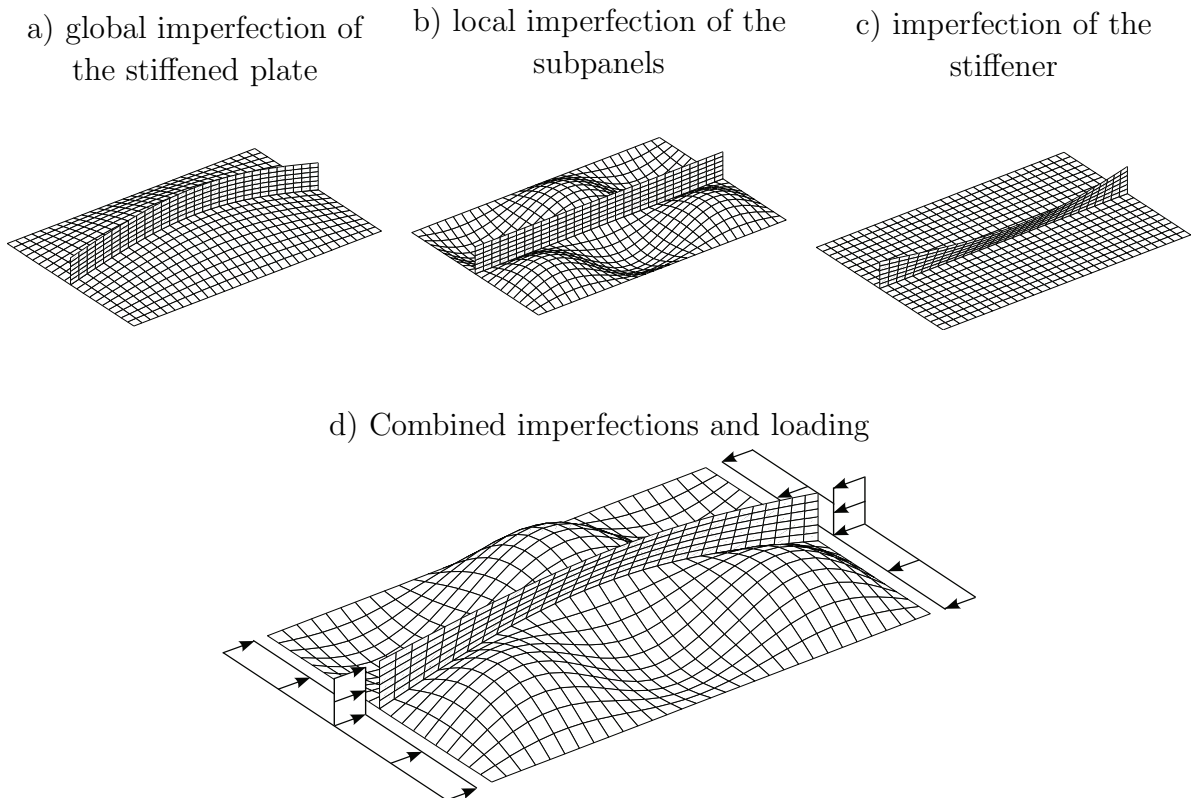 a) global imperfection of
the stiffened plate
b) local imperfection of the
subpanels
c) imperfection of the
stiffener
d) Combined imperfections and loading